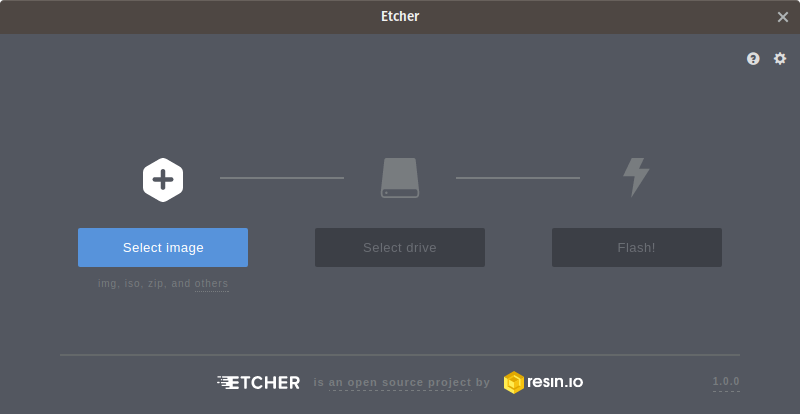 Etcher
Select image
Select drive
Flash!
img, iso, zip, and others
ETCHER is an open source project by resin.io 1.0.0